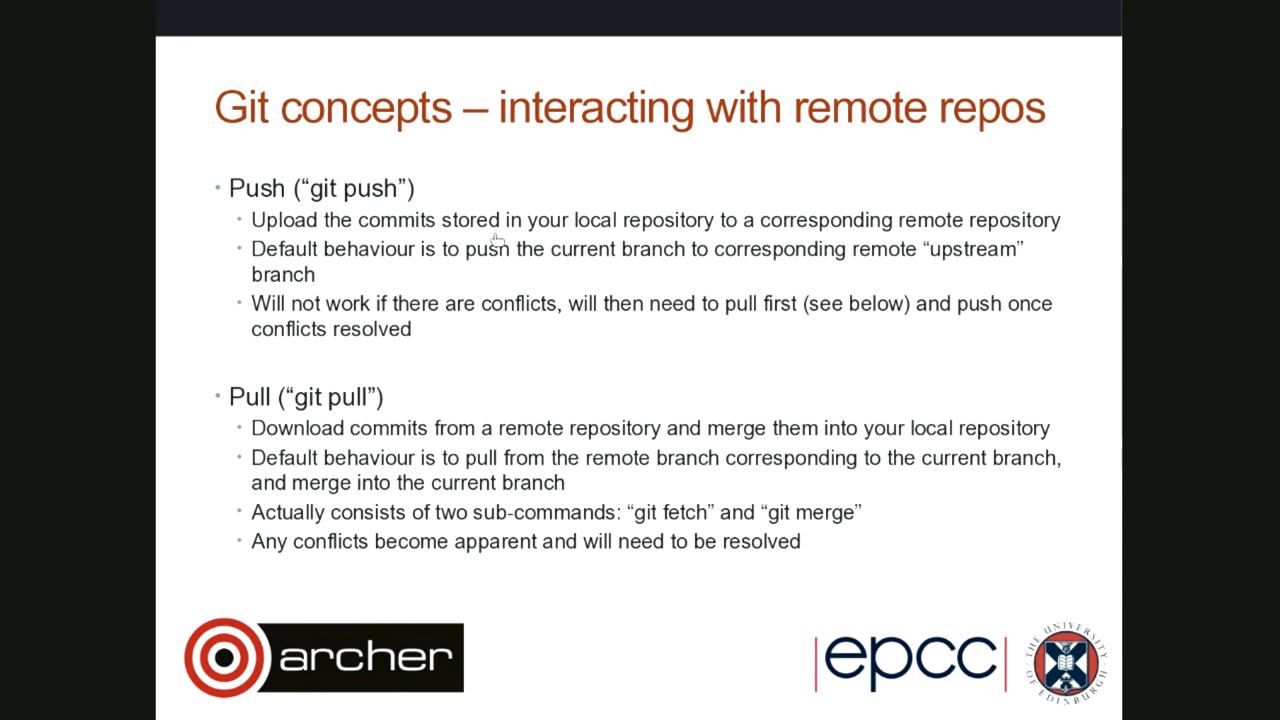 Git concepts – interacting with remote repos
• Push (“git push”)
• Upload the commits stored in your local repository to a corresponding remote repository
• Default behaviour is to push the current branch to corresponding remote “upstream”
branch
• Will not work if there are conflicts, will then need to pull first (see below) and push once
conflicts resolved
• Pull (“git pull”)
• Download commits from a remote repository and merge them into your local repository
• Default behaviour is to pull from the remote branch corresponding to the current branch,
and merge into the current branch
• Actually consists of two sub-commands: “git fetch” and “git merge”
• Any conflicts become apparent and will need to be resolved
archer
epcc
THE UNIVERSITY
OF EDINBURGH